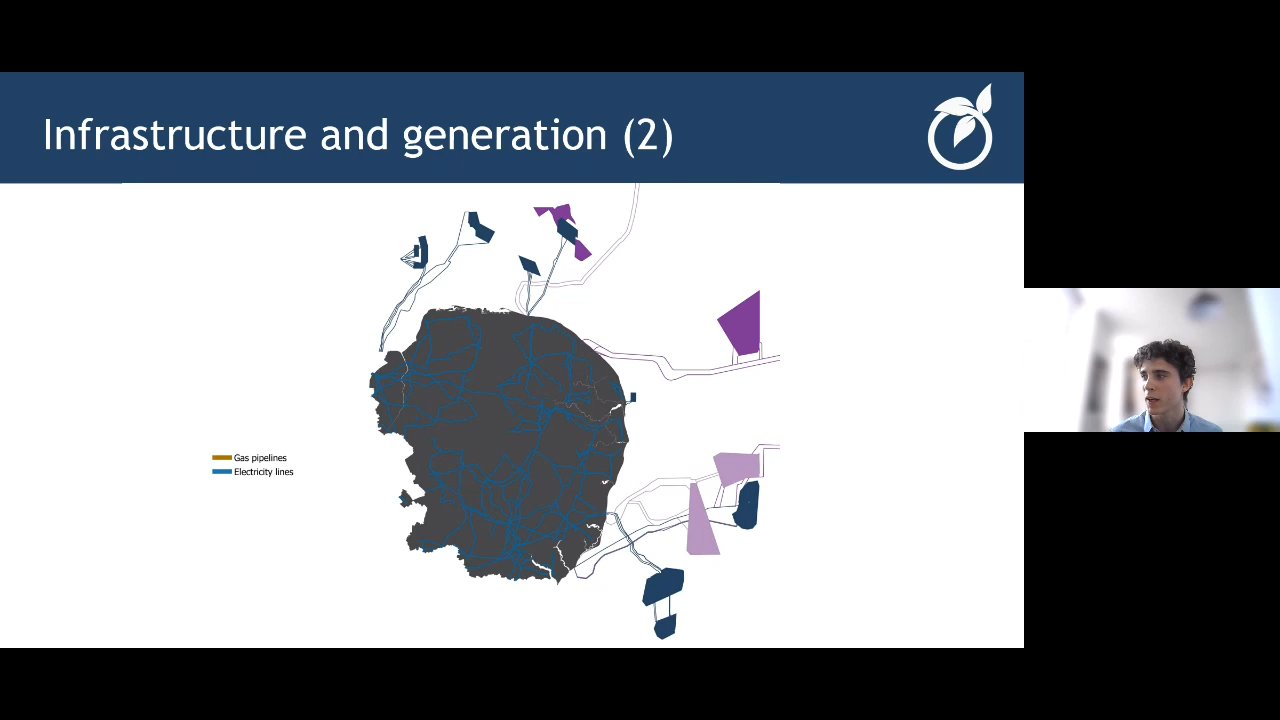 Infrastructure and generation (2)
Gas pipelines
Electricity lines